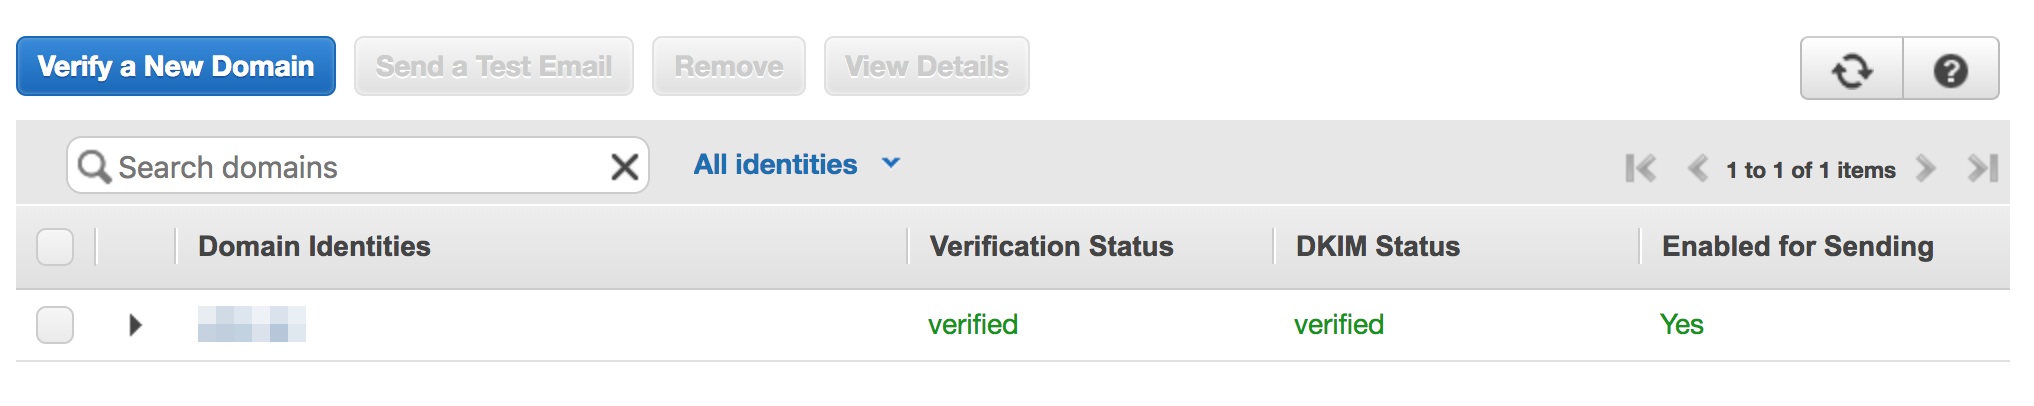 Verify a New Domain Send a Test Email Remove View Details ?
Search domains All identities 1 to 1 of 1 items
Domain Identities Verification Status DKIM Status Enabled for Sending
verified verified Yes